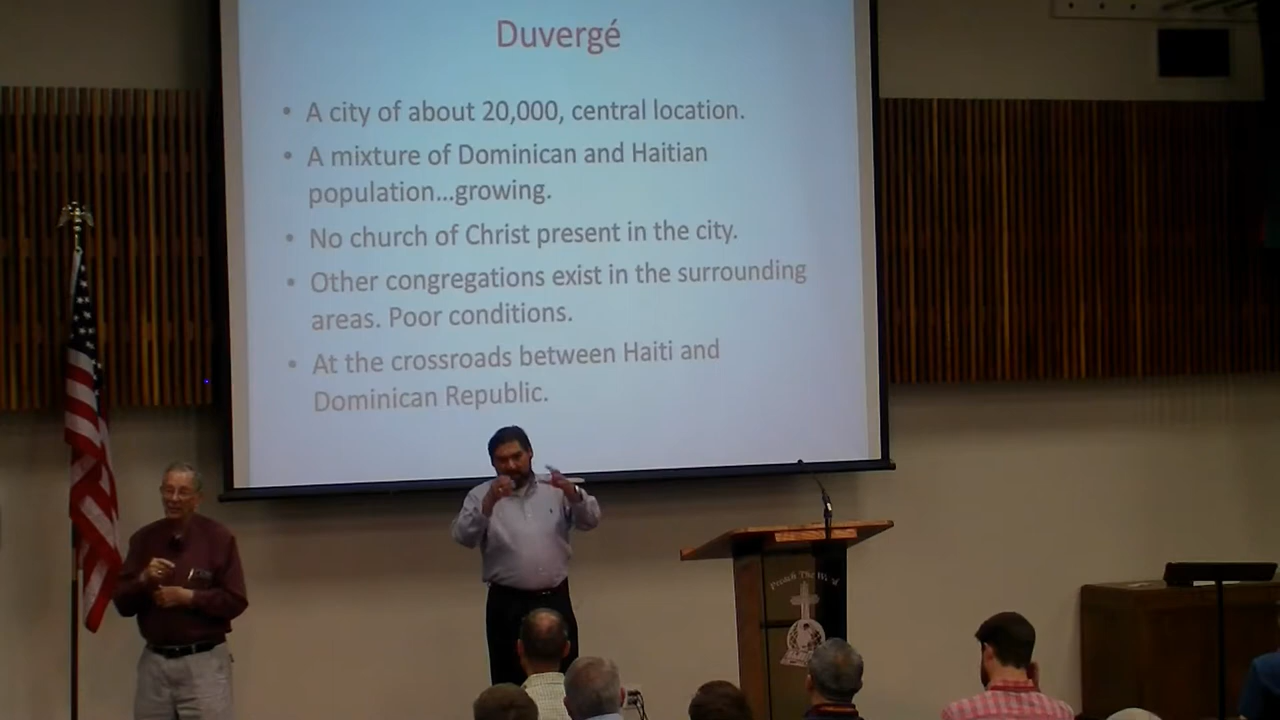 Duvergé
• A city of about 20,000, central location.
• A mixture of Dominican and Haitian
population...growing.
• No church of Christ present in the city.
• Other congregations exist in the surrounding
areas. Poor conditions.
• At the crossroads between Haiti and
Dominican Republic.
Preach The Word